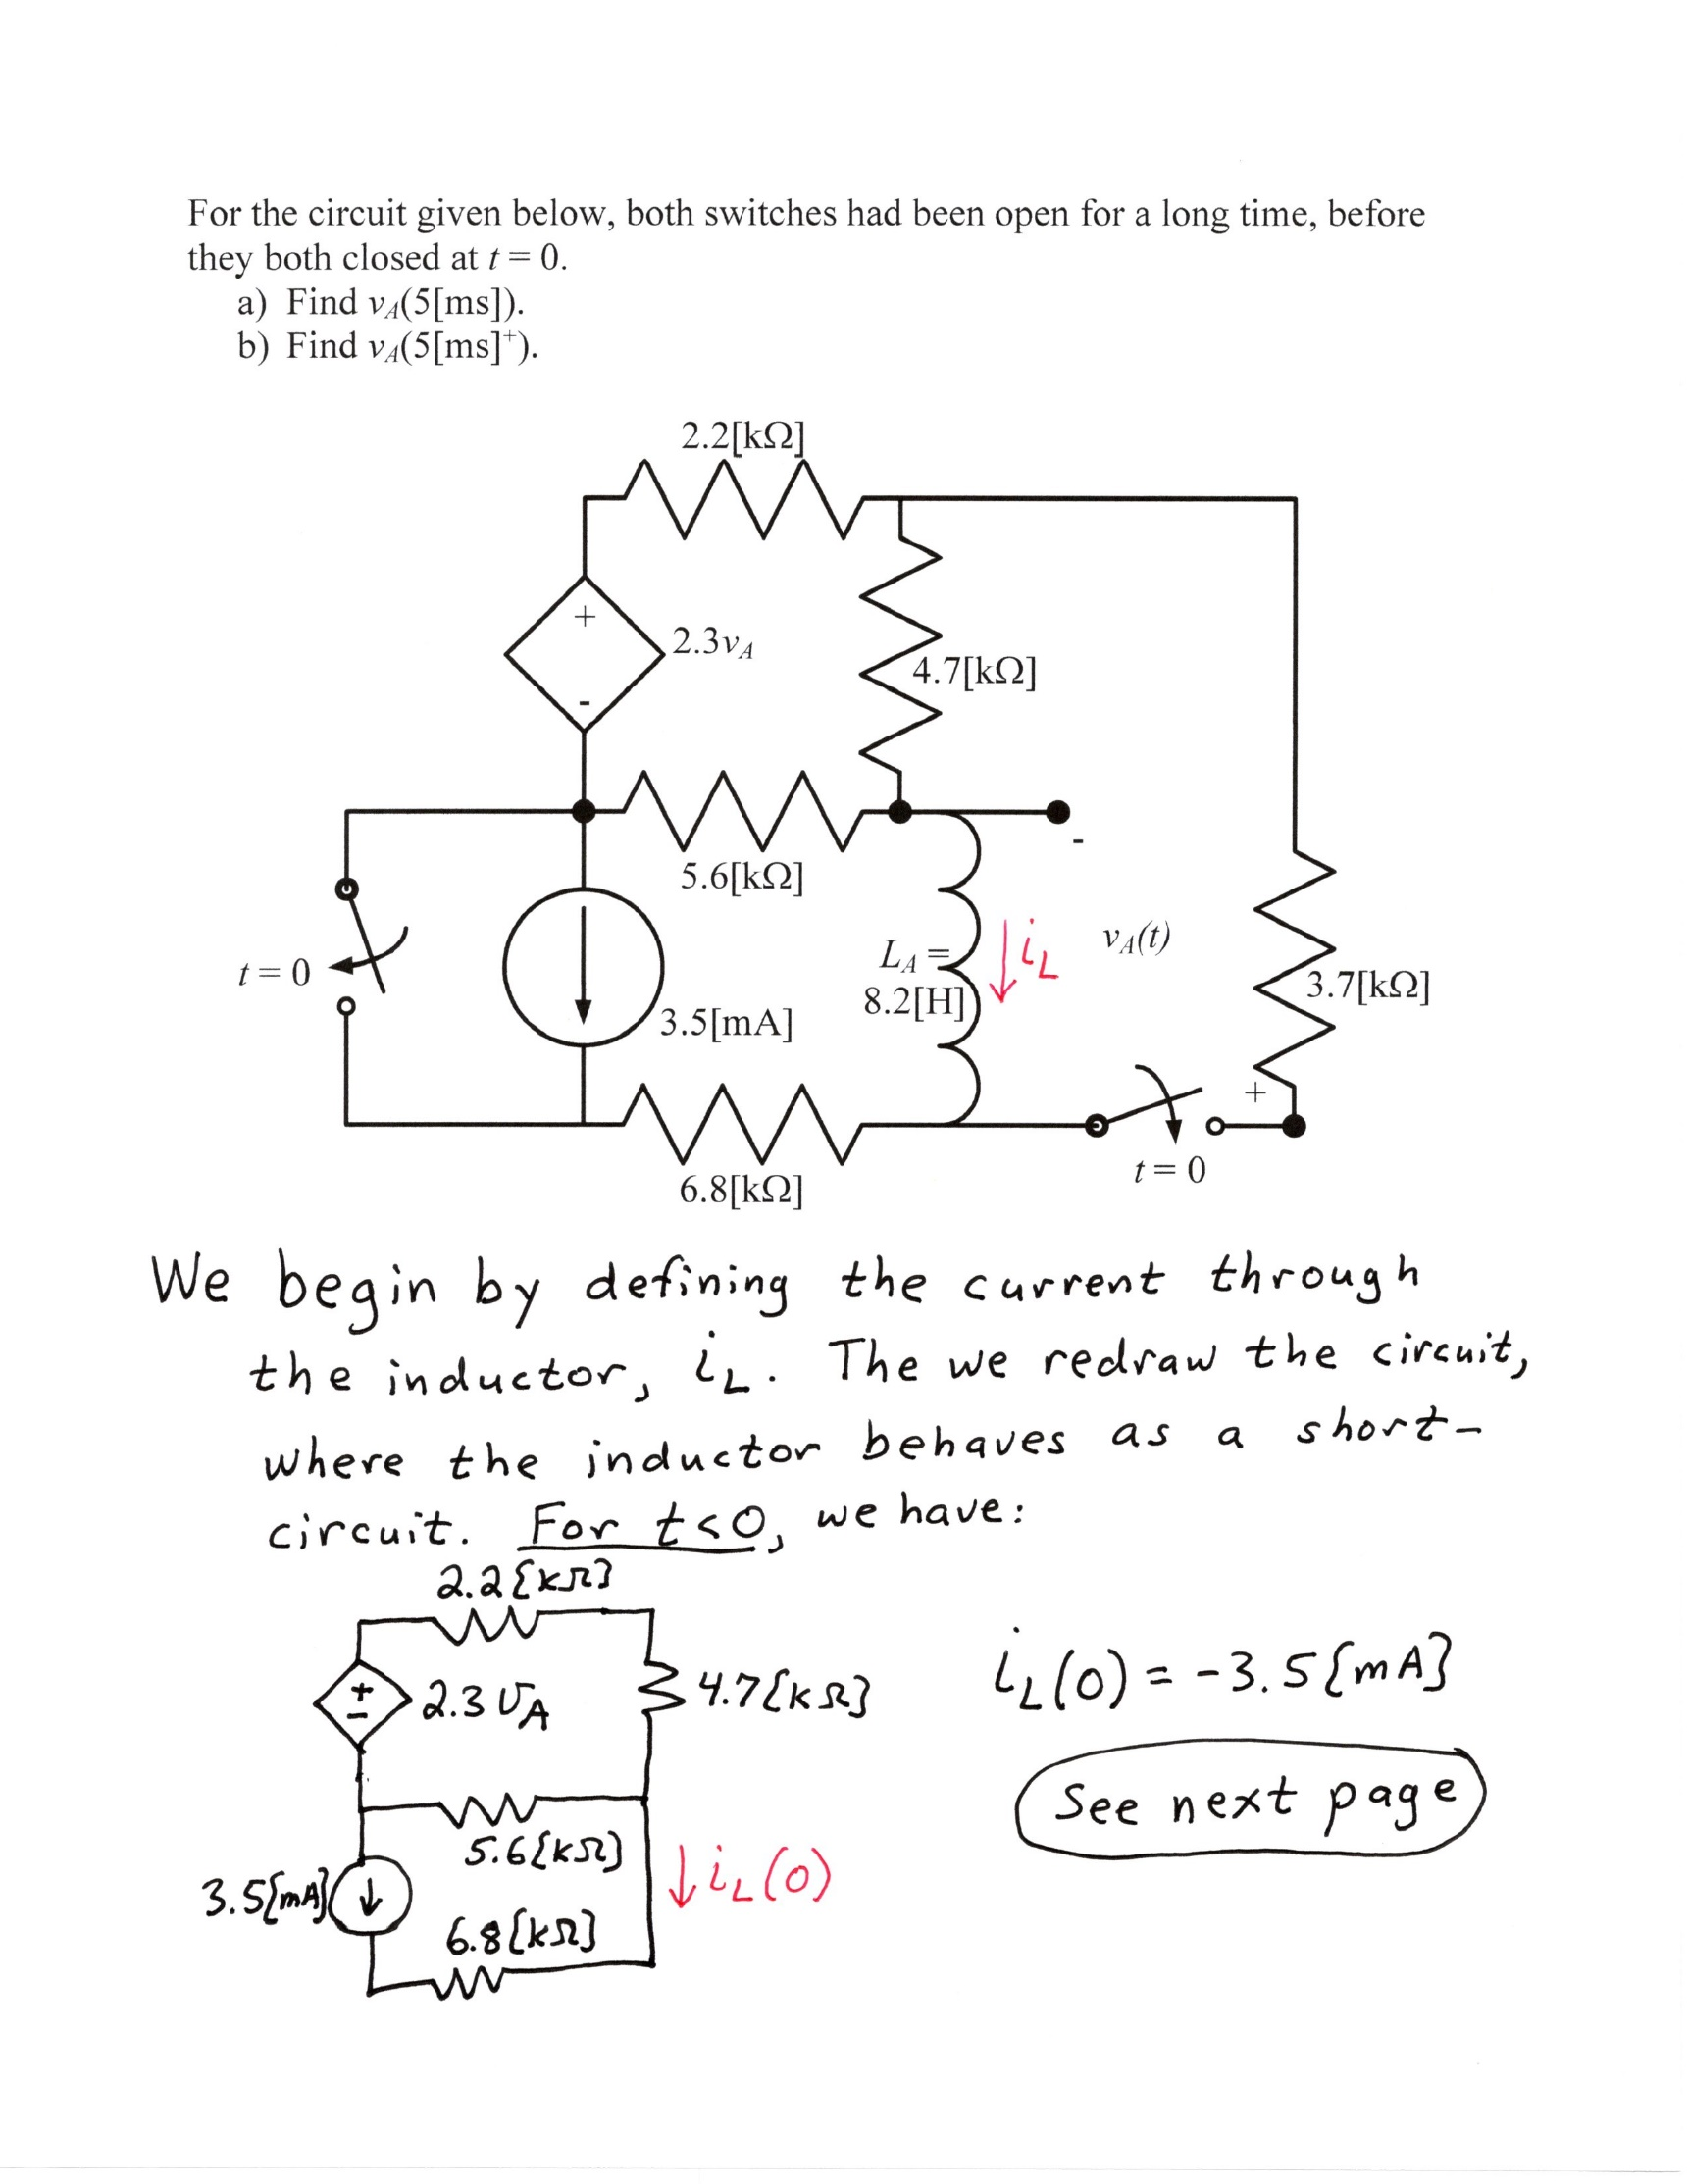 For the circuit given below, both switches had been open for a long time, before
they both closed at t = 0.
a) Find vA(5[ms]).
b) Find vA(5[ms]⁺).
2.2[kΩ]
+
2.3vA
-
4.7[kΩ]
5.6[kΩ]
-
t = 0
3.5[mA]
LA =
8.2[H]
iL
vA(t)
3.7[kΩ]
+
t = 0
6.8[kΩ]
We begin by defining the current through
the inductor, iL. The we redraw the circuit,
where the inductor behaves as a short-
circuit. For t<0, we have:
2.2[kΩ]
+
-
2.3 vA
4.7[kΩ]
iL(0) = -3.5[mA]
See next page
5.6[kΩ]
3.5[mA]
iL(0)
6.8[kΩ]